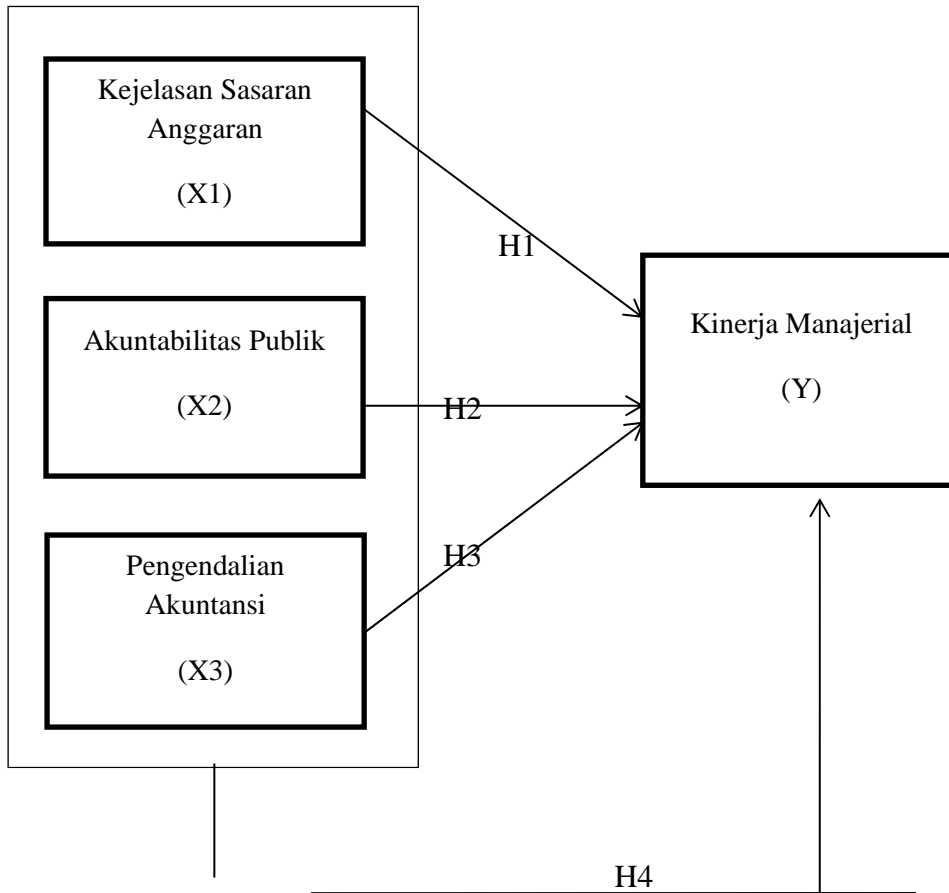 Kejelasan Sasaran
Anggaran
(X1)
H1
Akuntabilitas Publik
(X2)
H2
Kinerja Manajerial
(Y)
Pengendalian
Akuntansi
(X3)
H3
H4